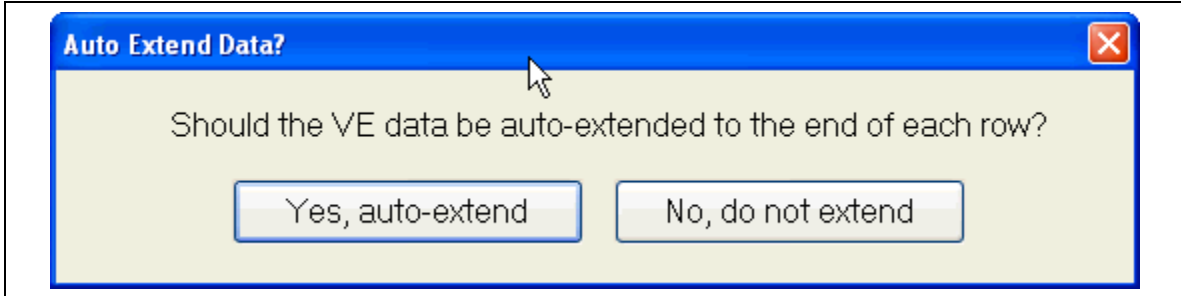 Auto Extend Data?
Should the VE data be auto-extended to the end of each row?
Yes, auto-extend
No, do not extend